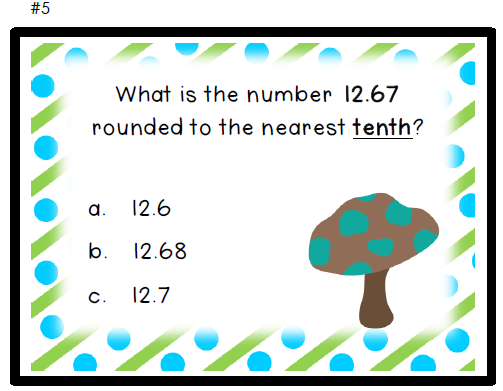 #5
What is the number 12.67
rounded to the nearest tenth?
a. 12.6
b. 12.68
c. 12.7